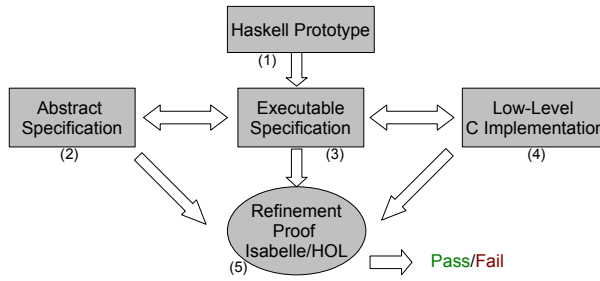 Haskell Prototype
(1)
Abstract
Specification
(2)
Executable
Specification
(3)
Low-Level
C Implementation
(4)
Refinement
Proof
Isabelle/HOL
(5)
Pass/Fail